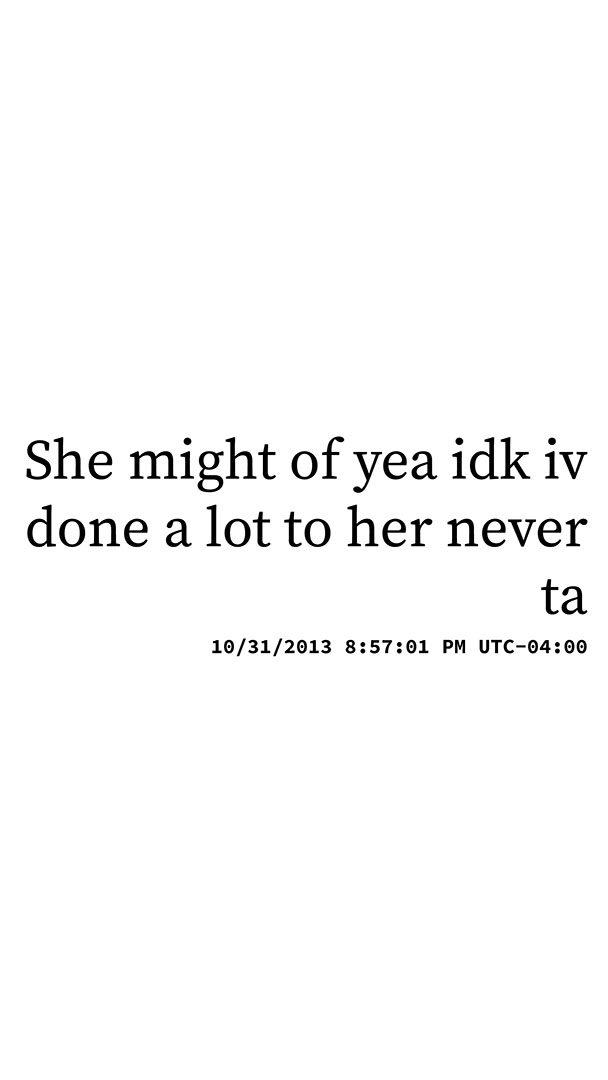 She might of yea idk iv
done a lot to her never
ta
10/31/2013 8:57:01 PM UTC-04:00